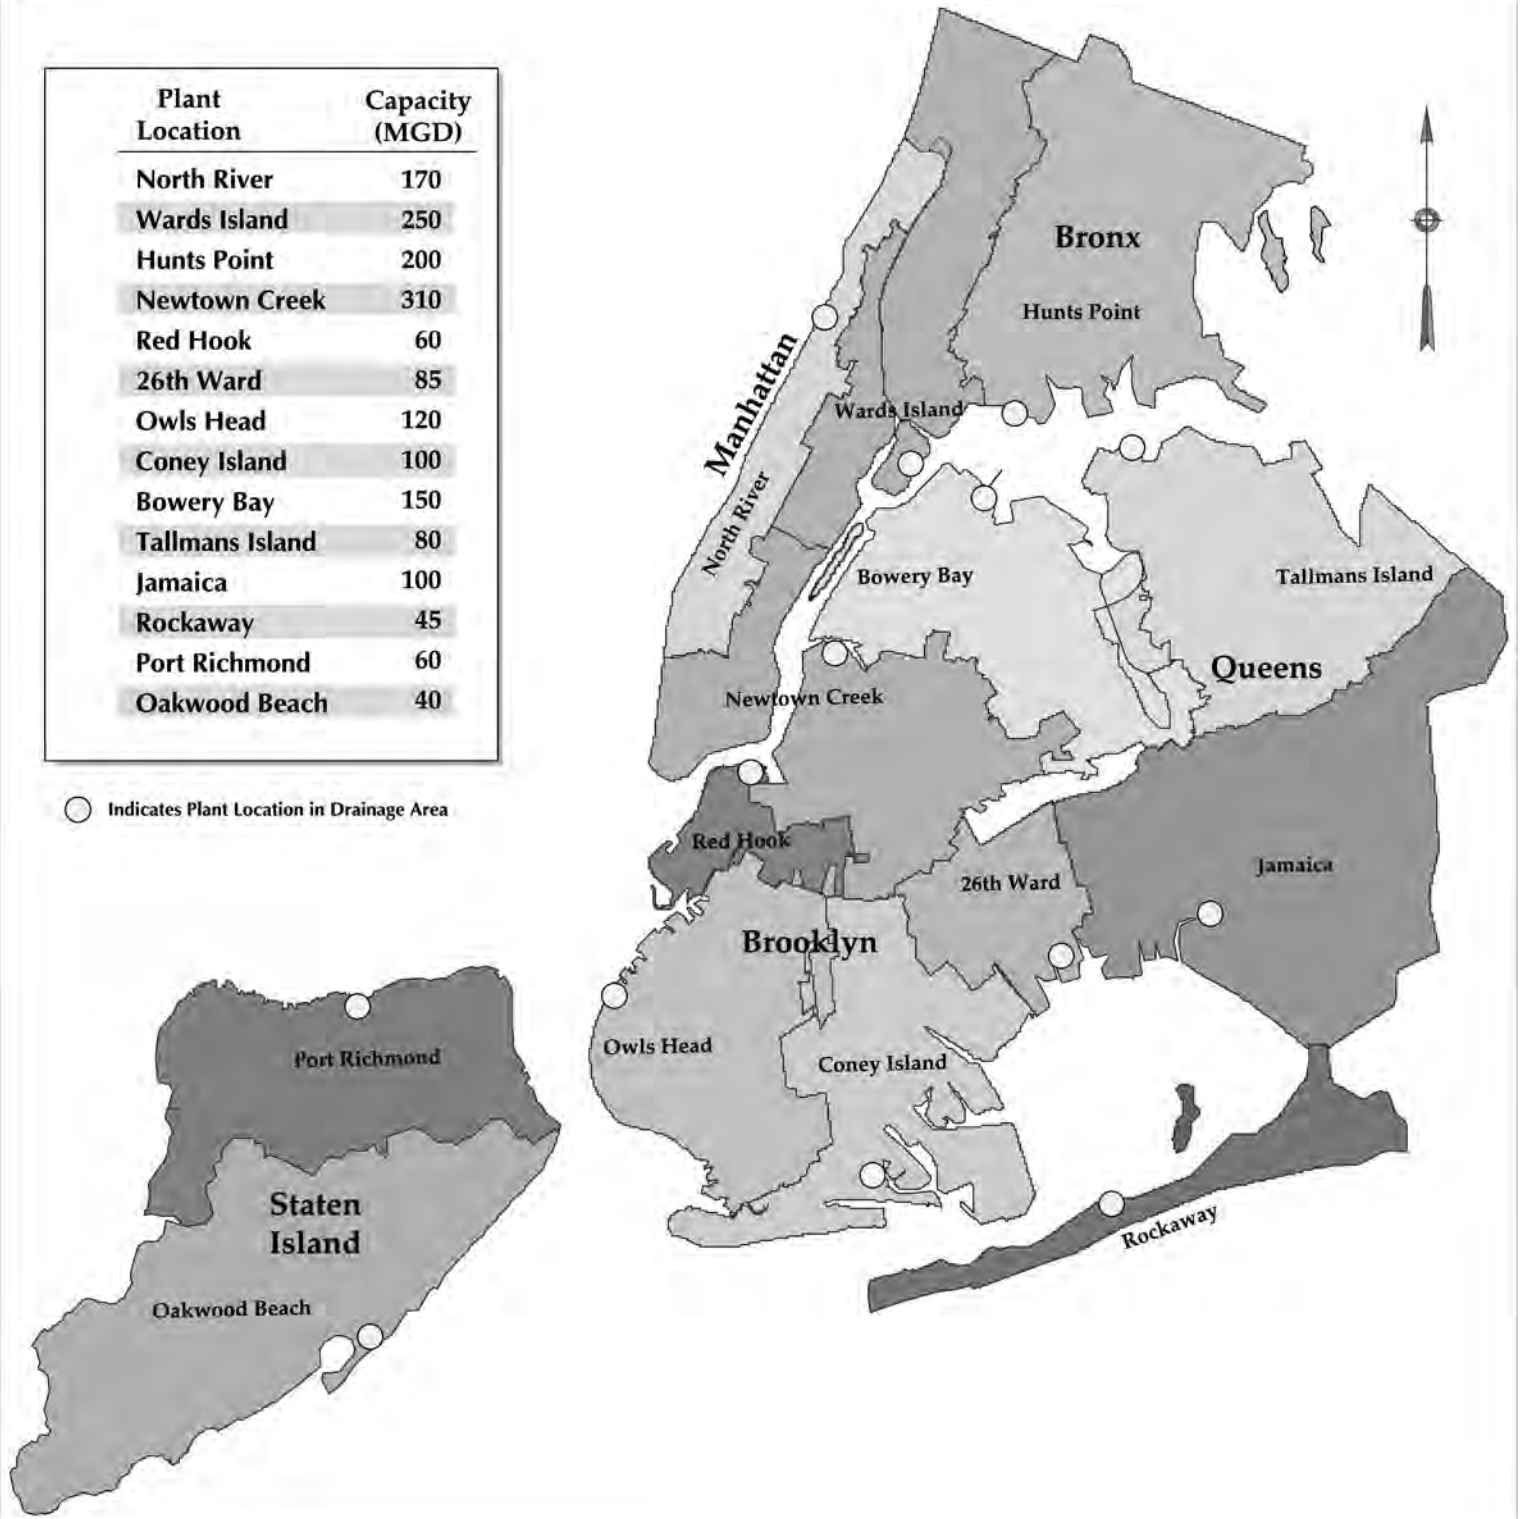 Plant Capacity
Location (MGD)
North River 170
Wards Island 250
Hunts Point 200
Newtown Creek 310
Red Hook 60
26th Ward 85
Owls Head 120
Coney Island 100
Bowery Bay 150
Tallmans Island 80
Jamaica 100
Rockaway 45
Port Richmond 60
Oakwood Beach 40
Indicates Plant Location in Drainage Area
Bronx
Hunts Point
Manhattan
Wards Island
North River
Bowery Bay
Tallmans Island
Queens
Newtown Creek
Red Hook
Jamaica
26th Ward
Brooklyn
Owls Head
Coney Island
Port Richmond
Staten
Island
Rockaway
Oakwood Beach